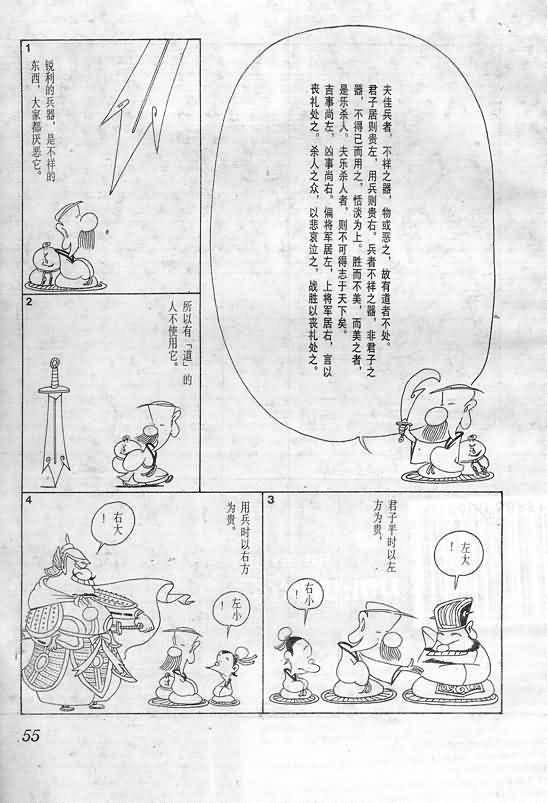 夫佳兵者，不祥之器，物或恶之，故有道者不处。
君子居则贵左，用兵则贵右。兵者不祥之器，非君子之
器，不得已而用之，恬淡为上。胜而不美，而美之者，
是乐杀人。夫乐杀人者，则不可得志于天下矣。
吉事尚左，凶事尚右。偏将军居左，上将军居右，言以
丧礼处之。杀人之众，以悲哀泣之，战胜以丧礼处之。
1
锐利的兵器，是不祥的
东西，大家都厌恶它。
2
所以有「道」的
人不使用它。
3
君子平时以左
方为贵，
左大
！
右小
！
4
用兵时以右方
为贵。
右大
！
左小
！
55